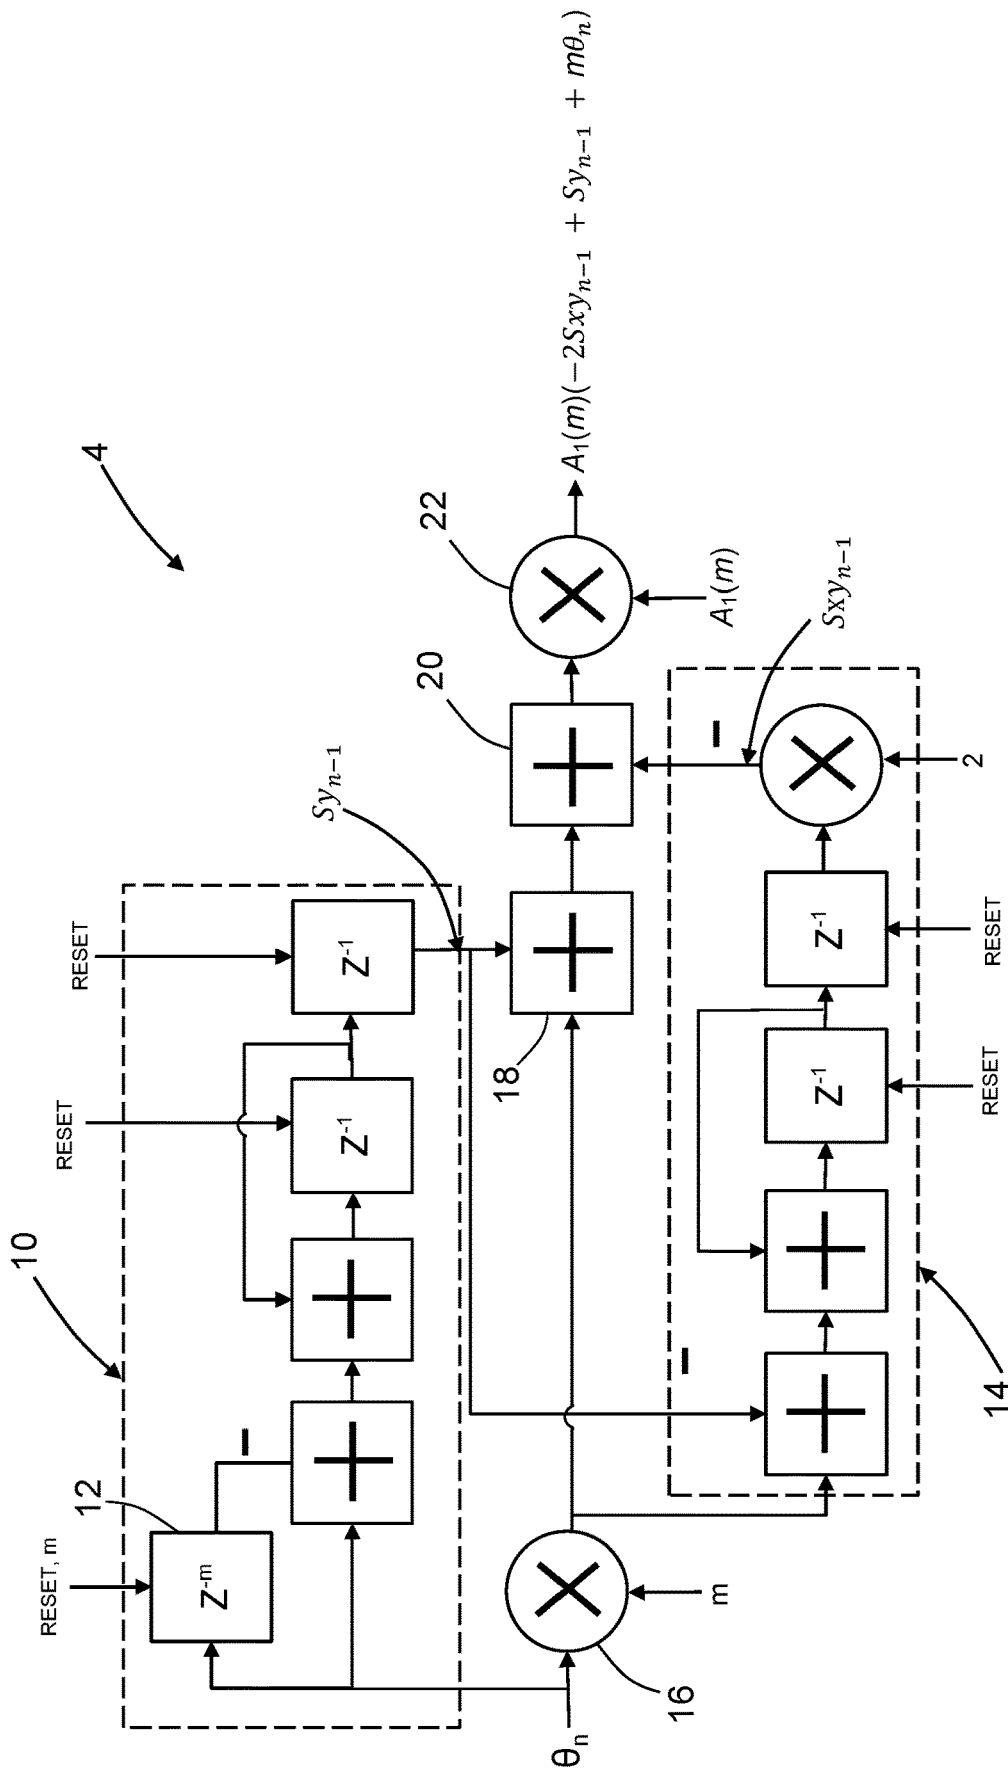 4
10
RESET, m
12
Z⁻ᵐ
RESET
Z⁻¹
RESET
Z⁻¹
Syₙ₋₁
θₙ
16
m
18
20
22
A₁(m)
A₁(m)(−2Sxyₙ₋₁ + Syₙ₋₁ + mθₙ)
Sxyₙ₋₁
14
Z⁻¹
RESET
Z⁻¹
RESET
2